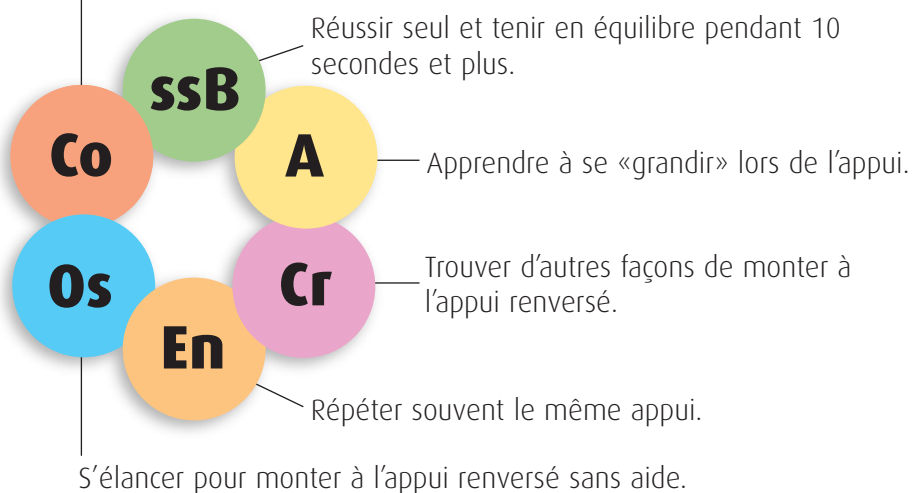 Réussir seul et tenir en équilibre pendant 10
secondes et plus.
ssB
Co
A
Apprendre à se «grandir» lors de l'appui.
Os
Cr
Trouver d'autres façons de monter à
l'appui renversé.
En
Répéter souvent le même appui.
S'élancer pour monter à l'appui renversé sans aide.